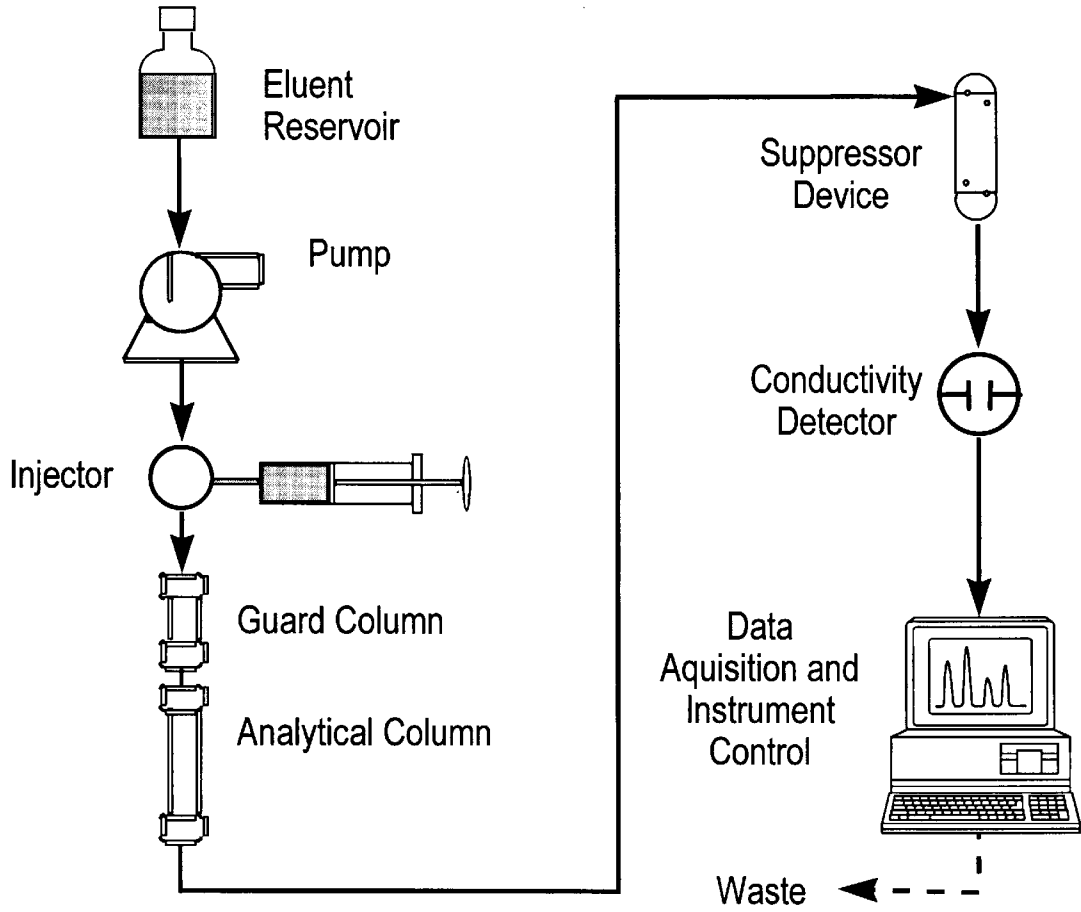 Eluent
Reservoir
Pump
Injector
Guard Column
Analytical Column
Suppressor
Device
Conductivity
Detector
Data
Aquisition and
Instrument
Control
Waste